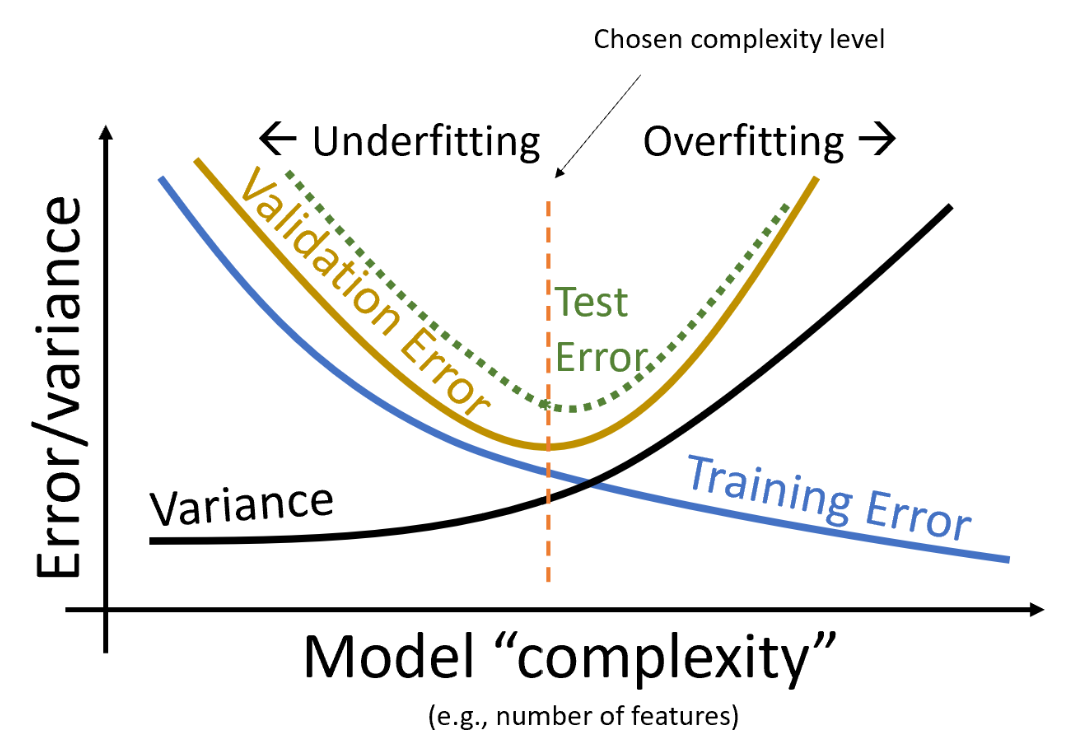 Chosen complexity level
← Underfitting
Overfitting →
Error/variance
Validation Error
Test
Error
Variance
Training Error
Model “complexity”
(e.g., number of features)